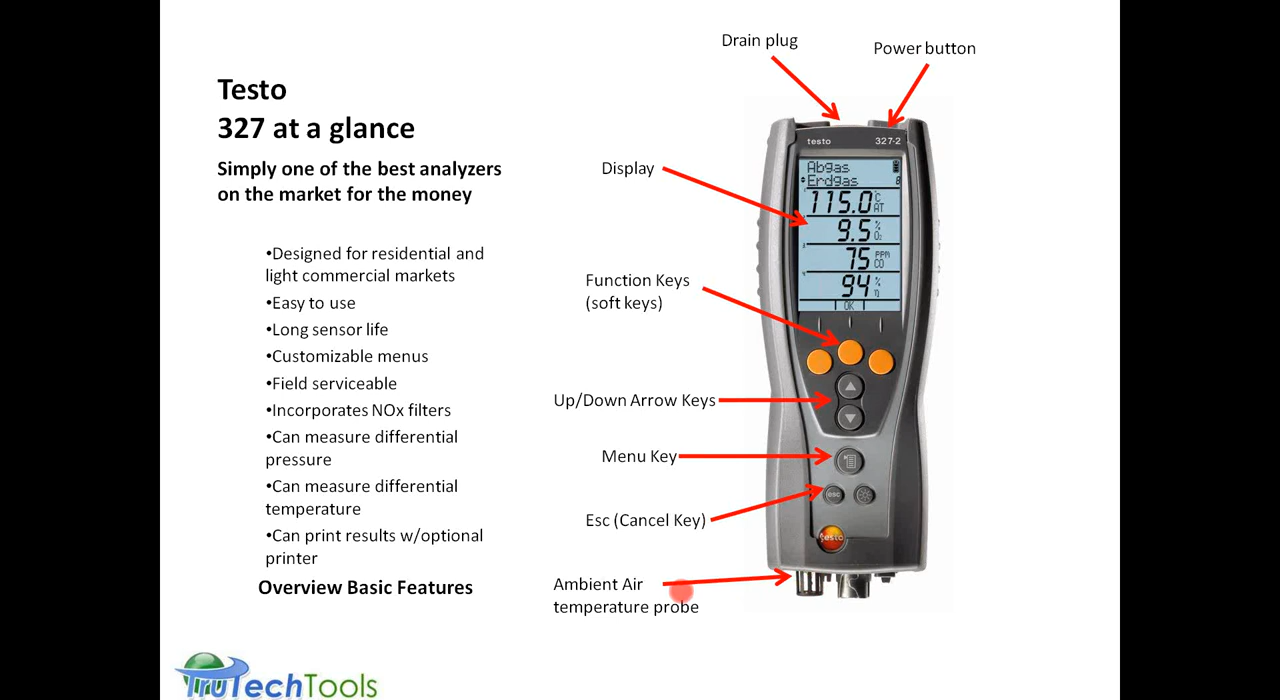 Testo
327 at a glance
Simply one of the best analyzers
on the market for the money
•Designed for residential and
light commercial markets
•Easy to use
•Long sensor life
•Customizable menus
•Field serviceable
•Incorporates NOx filters
•Can measure differential
pressure
•Can measure differential
temperature
•Can print results w/optional
printer
Overview Basic Features
TruTechTools
Drain plug
Power button
Display
Function Keys
(soft keys)
Up/Down Arrow Keys
Menu Key
Esc (Cancel Key)
Ambient Air
temperature probe
testo 327-2
Abgas
Erdgas
115.0 °C AT
9.5 % O₂
75 PPM CO
94 % η
OK
esc
testo